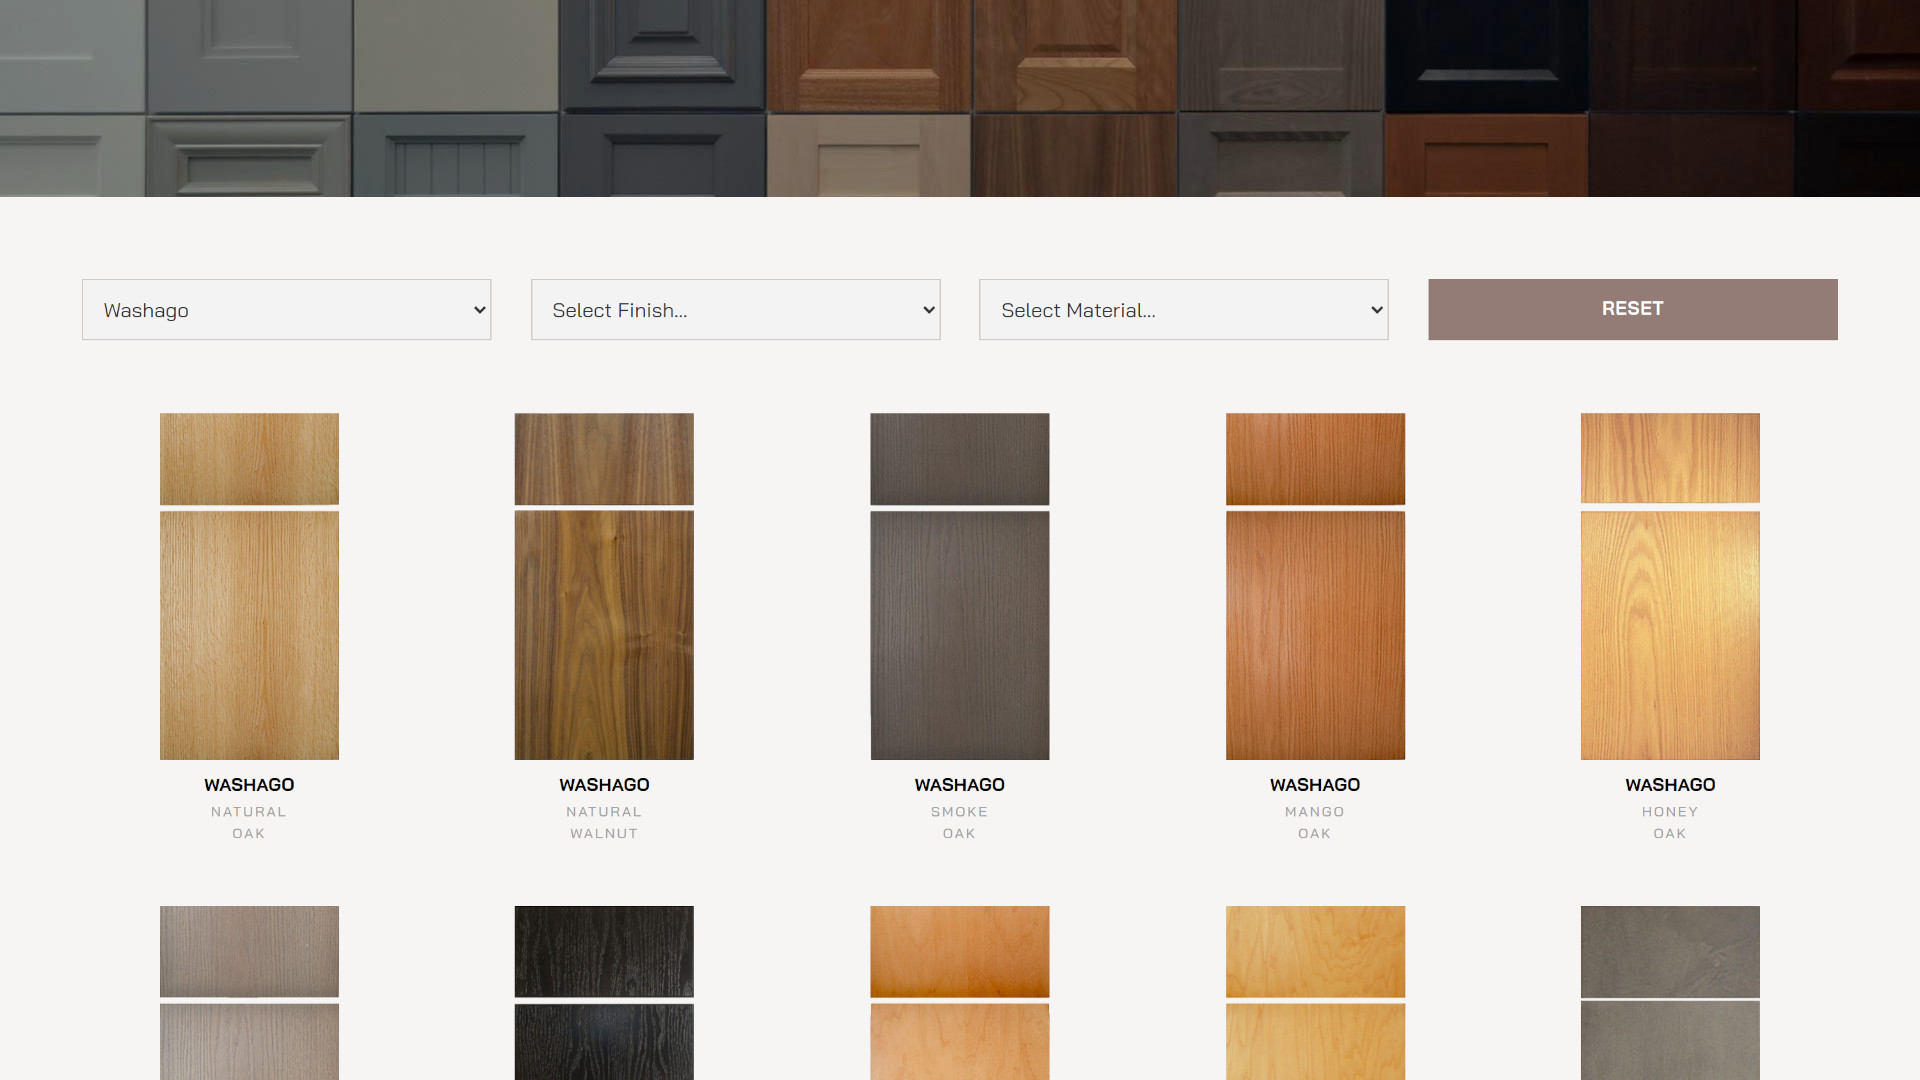 Washago
Select Finish...
Select Material...
RESET
WASHAGO
NATURAL
OAK
WASHAGO
NATURAL
WALNUT
WASHAGO
SMOKE
OAK
WASHAGO
MANGO
OAK
WASHAGO
HONEY
OAK